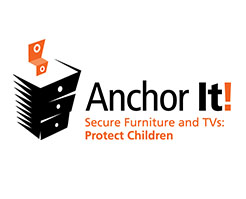 Anchor It!
Secure Furniture and TVs:
Protect Children